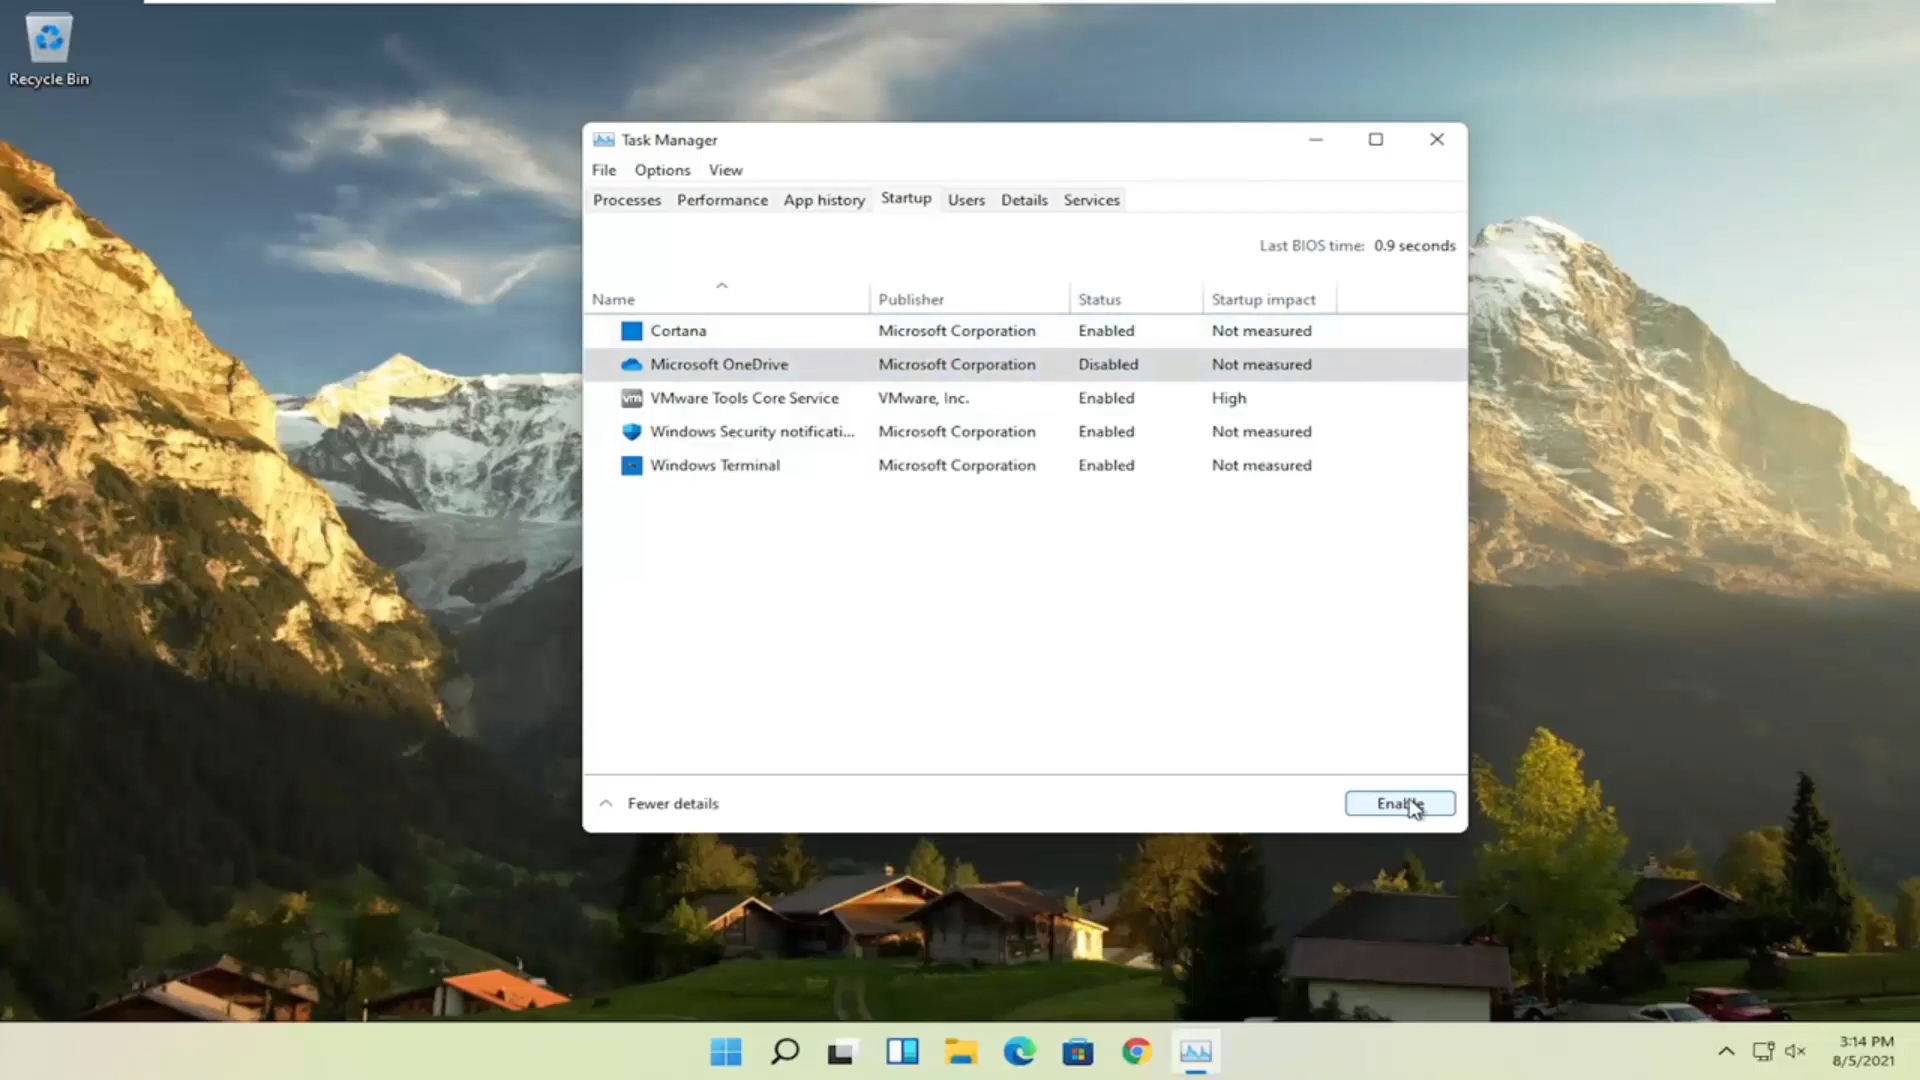 Recycle Bin
Task Manager
File Options View
Processes Performance App history Startup Users Details Services
Last BIOS time: 0.9 seconds
Name Publisher Status Startup impact
Cortana Microsoft Corporation Enabled Not measured
Microsoft OneDrive Microsoft Corporation Disabled Not measured
vm VMware Tools Core Service VMware, Inc. Enabled High
Windows Security notificati... Microsoft Corporation Enabled Not measured
Windows Terminal Microsoft Corporation Enabled Not measured
Fewer details Enable
3:14 PM
8/5/2021